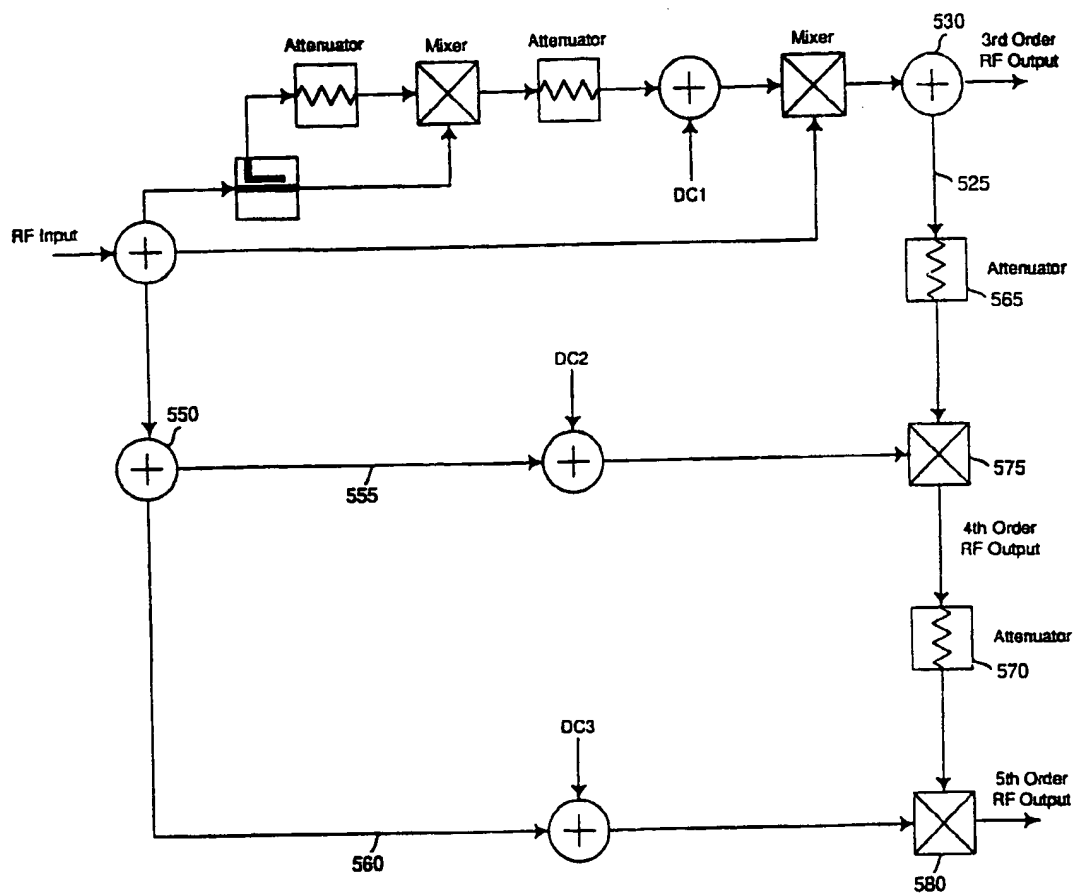 530
3rd Order
RF Output
Attenuator
Mixer
Attenuator
Mixer
525
DC1
RF Input
Attenuator
565
DC2
550
555
575
4th Order
RF Output
Attenuator
570
DC3
5th Order
RF Output
560
580